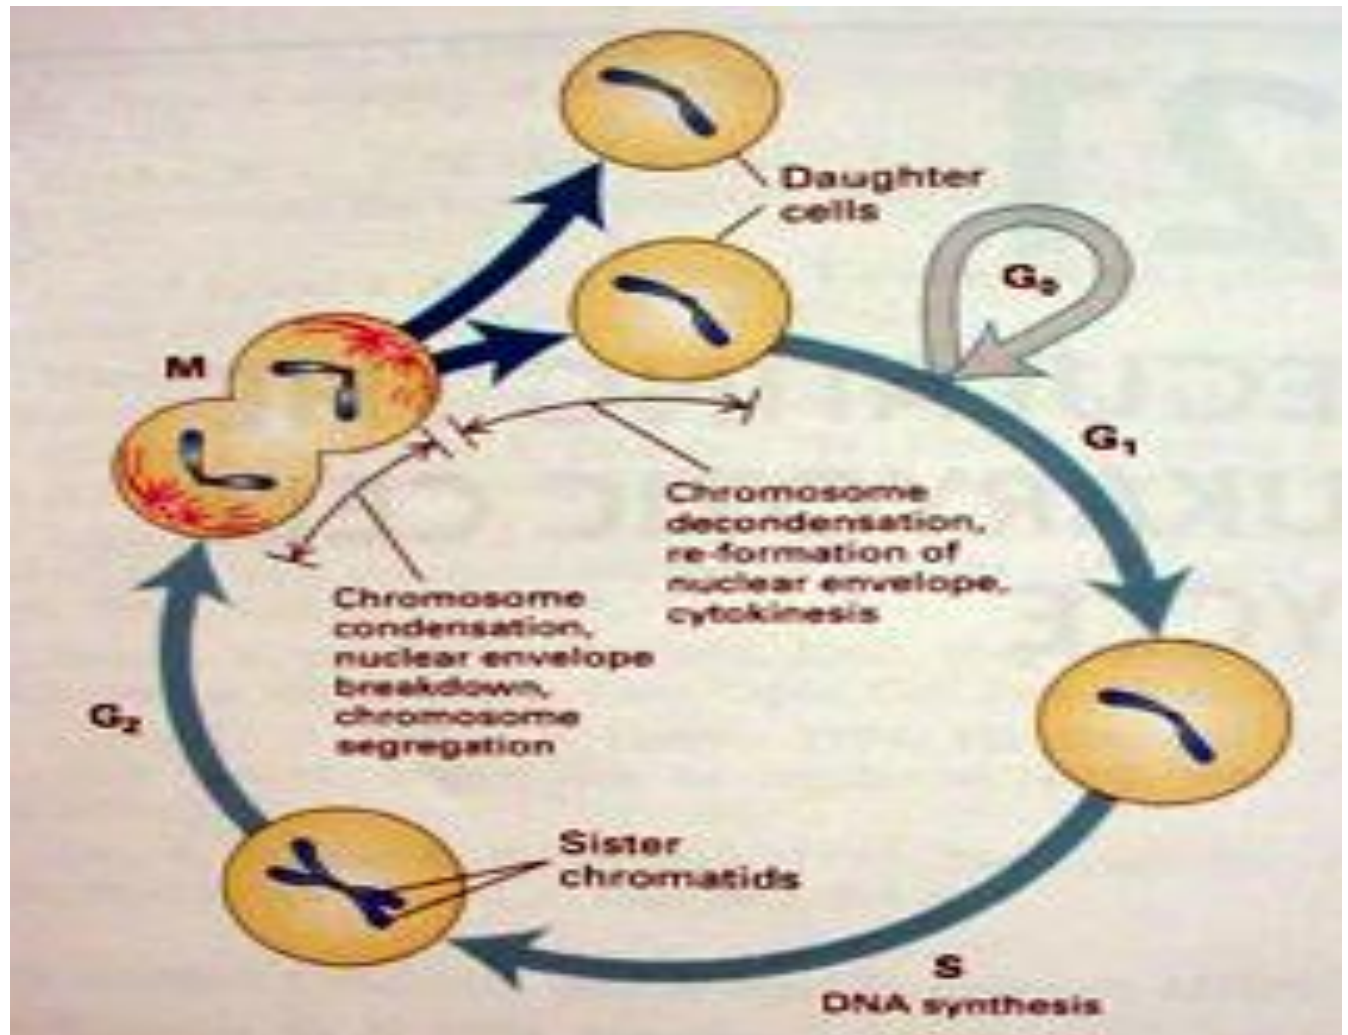 Daughter
cells
G₀
M
G₁
Chromosome
decondensation,
re-formation of
nuclear envelope,
cytokinesis
Chromosome
condensation,
nuclear envelope
breakdown,
chromosome
segregation
G₂
Sister
chromatids
S
DNA synthesis